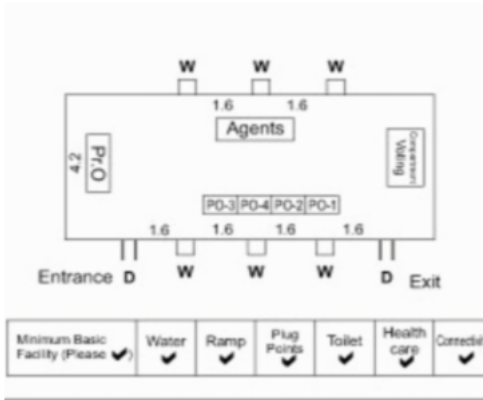 W W W
1.6 1.6
Agents
4.2
Pr.O
Compartment
Voting
PO-3 PO-4 PO-2 PO-1
1.6 1.6 1.6 1.6
Entrance D W W W D Exit
Minimum Basic
Facility (Please ✔)
Water ✔
Ramp ✔
Plug
Points ✔
Toilet ✔
Health
care ✔